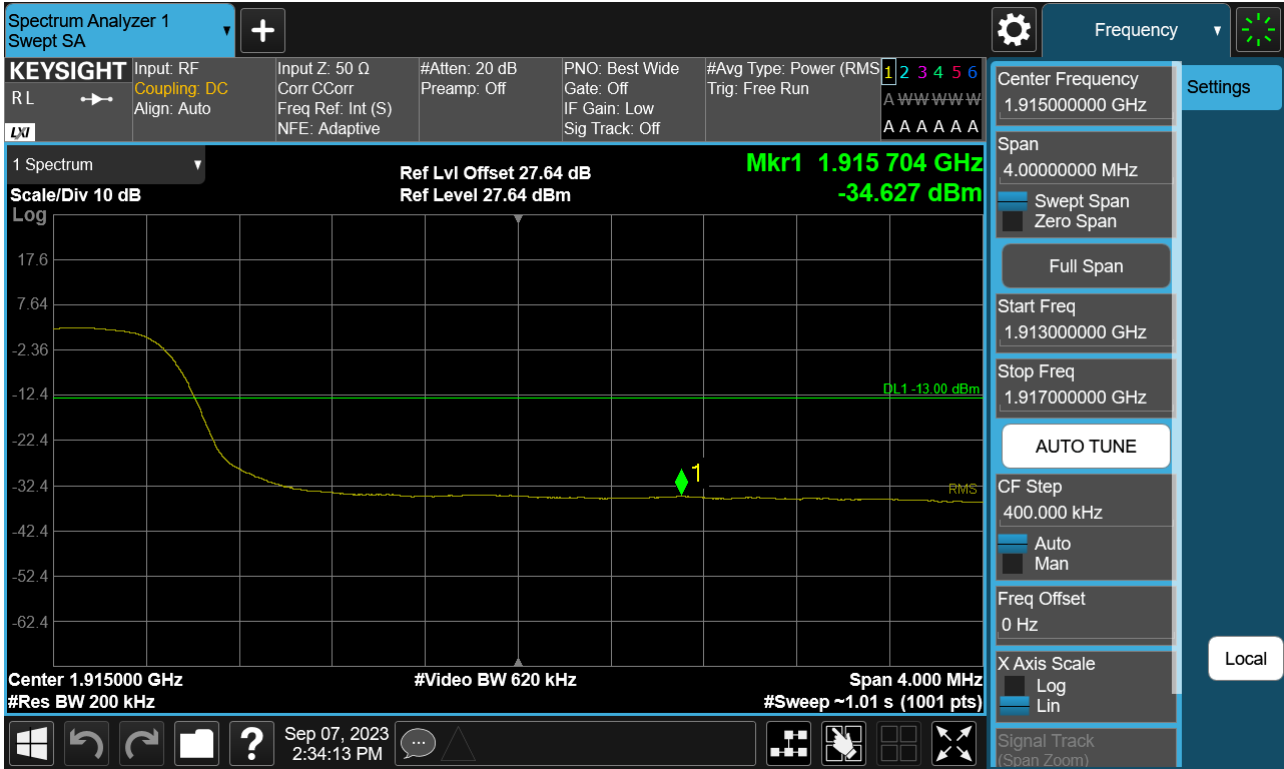 Spectrum Analyzer 1
Swept SA
Frequency
KEYSIGHT
R L
LXI
Input: RF
Coupling: DC
Align: Auto
Input Z: 50 Ω
Corr CCorr
Freq Ref: Int (S)
NFE: Adaptive
#Atten: 20 dB
Preamp: Off
PNO: Best Wide
Gate: Off
IF Gain: Low
Sig Track: Off
#Avg Type: Power (RMS
Trig: Free Run
1 2 3 4 5 6
A W W W W W
A A A A A A
1 Spectrum
Scale/Div 10 dB
Log
Ref Lvl Offset 27.64 dB
Ref Level 27.64 dBm
Mkr1 1.915 704 GHz
-34.627 dBm
17.6
7.64
-2.36
-12.4
-22.4
-32.4
-42.4
-52.4
-62.4
DL1 -13.00 dBm
1
RMS
Center 1.915000 GHz
#Res BW 200 kHz
#Video BW 620 kHz
Span 4.000 MHz
#Sweep ~1.01 s (1001 pts)
Sep 07, 2023
2:34:13 PM
Center Frequency
1.915000000 GHz
Span
4.00000000 MHz
Swept Span
Zero Span
Full Span
Start Freq
1.913000000 GHz
Stop Freq
1.917000000 GHz
AUTO TUNE
CF Step
400.000 kHz
Auto
Man
Freq Offset
0 Hz
X Axis Scale
Log
Lin
Signal Track
(Span Zoom)
Settings
Local